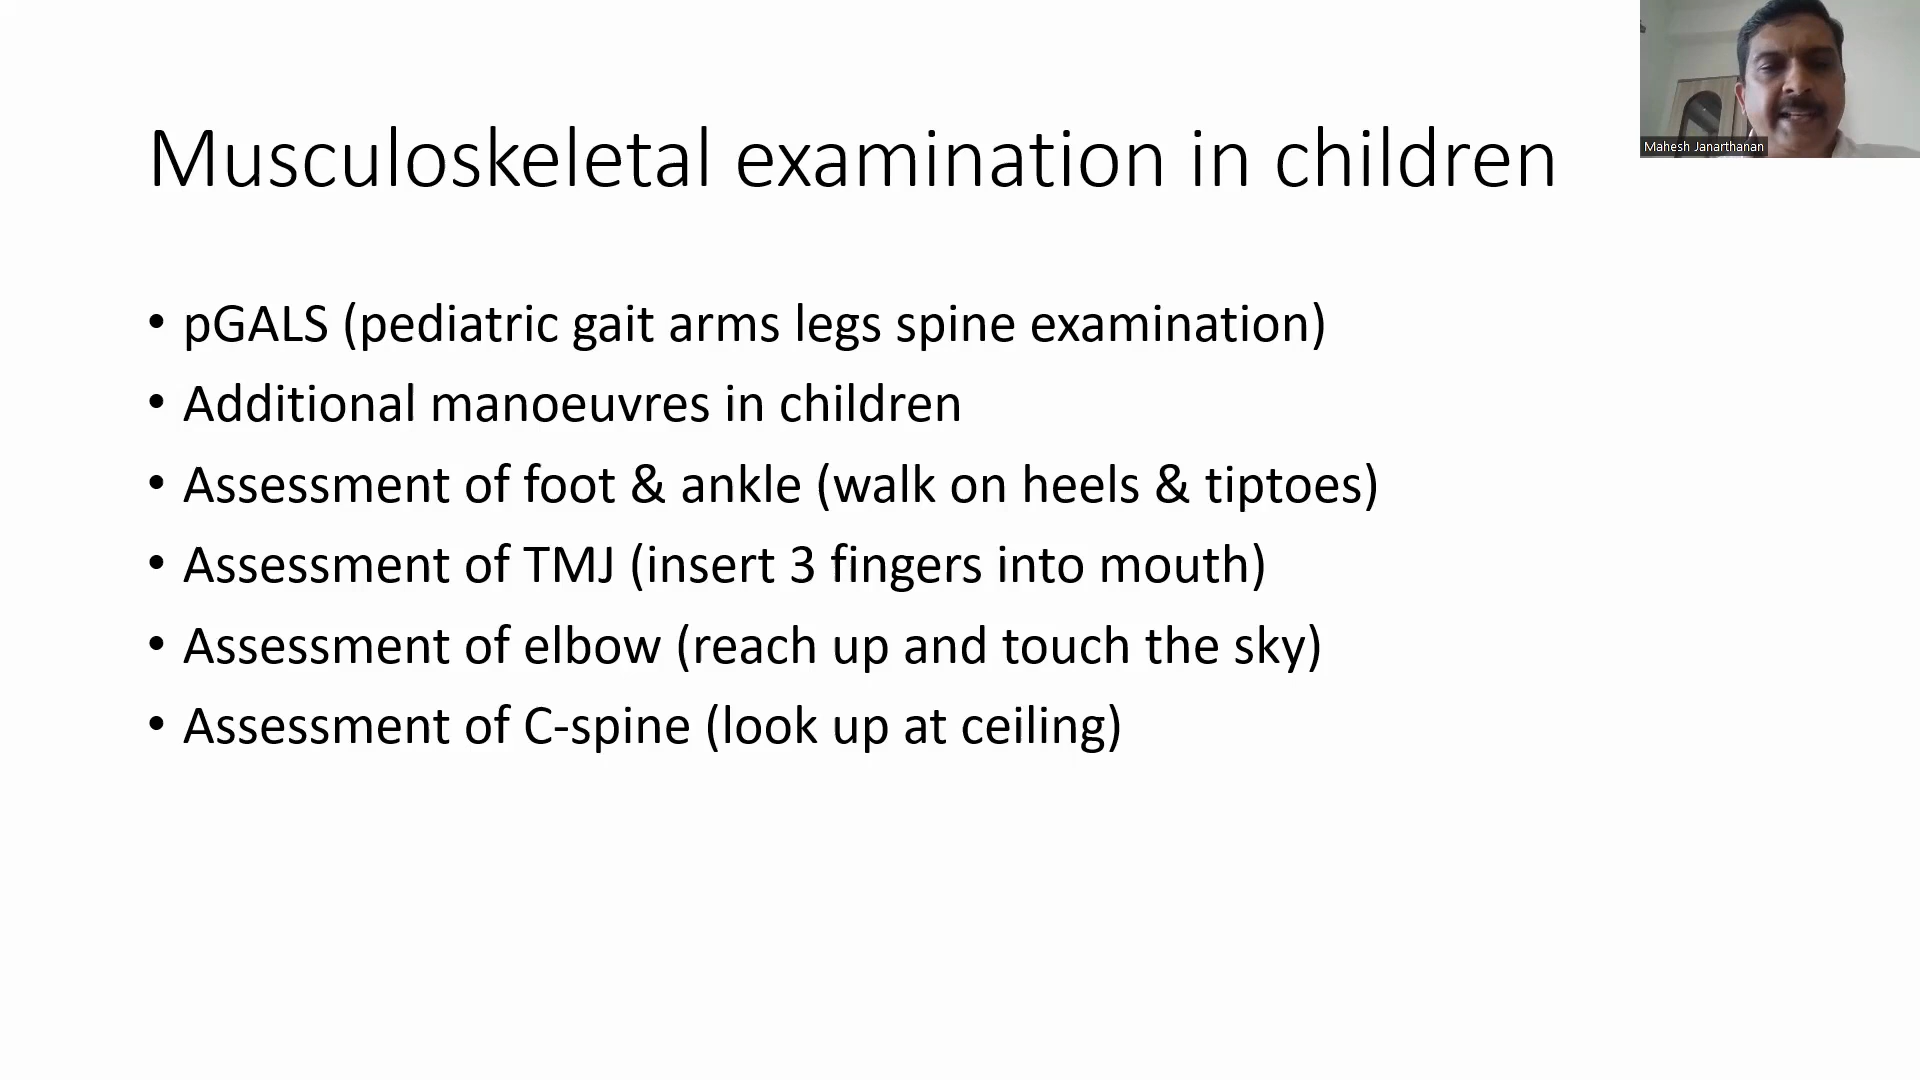 Musculoskeletal examination in children
Mahesh Janarthanan
• pGALS (pediatric gait arms legs spine examination)
• Additional manoeuvres in children
• Assessment of foot & ankle (walk on heels & tiptoes)
• Assessment of TMJ (insert 3 fingers into mouth)
• Assessment of elbow (reach up and touch the sky)
• Assessment of C-spine (look up at ceiling)